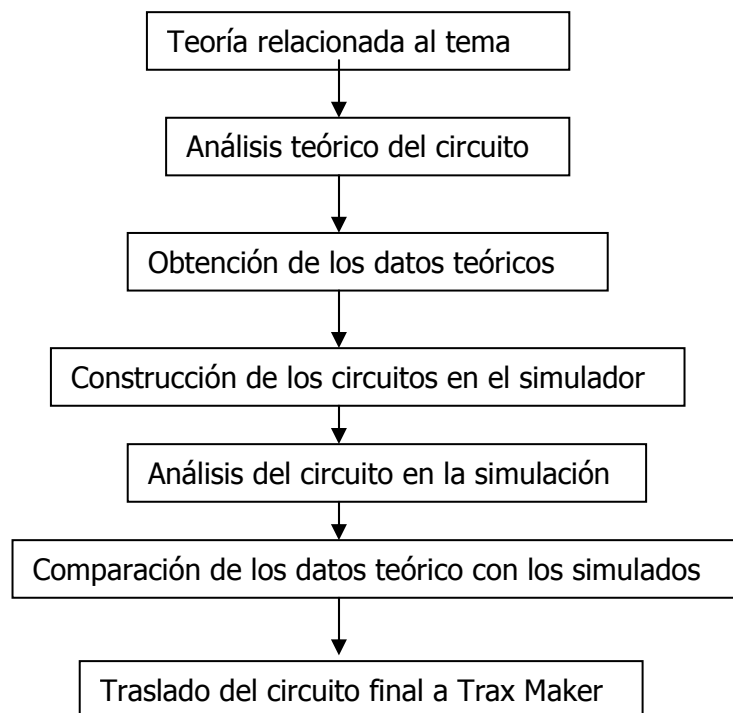 Teoría relacionada al tema
Análisis teórico del circuito
Obtención de los datos teóricos
Construcción de los circuitos en el simulador
Análisis del circuito en la simulación
Comparación de los datos teórico con los simulados
Traslado del circuito final a Trax Maker